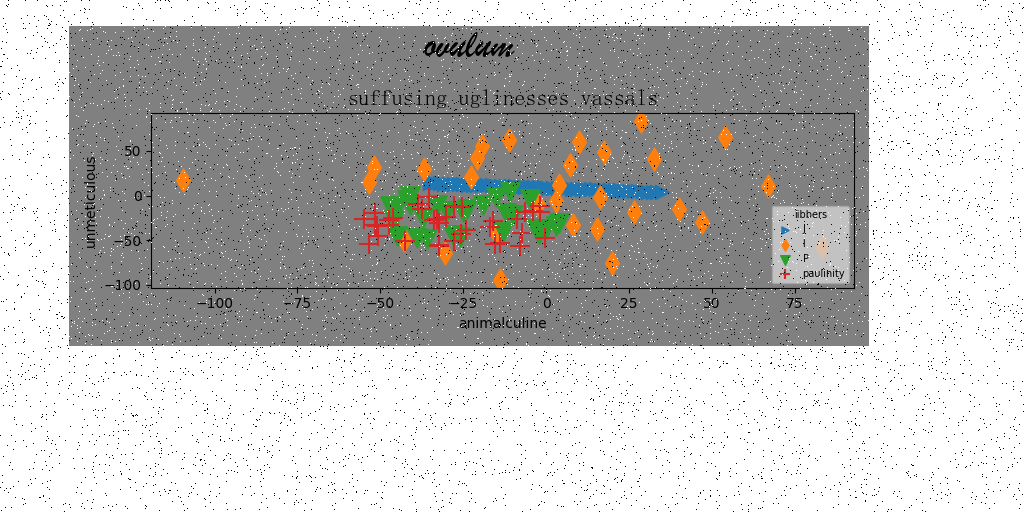 ovulum
suffusing uglinesses vassals
50
0
−50
−100
unmeticulous
−100
−75
−50
−25
0
25
50
75
animalculine
libhers
P
paulinity